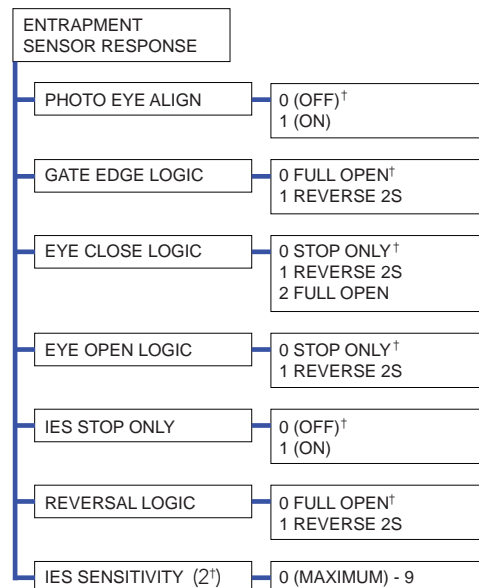 ENTRAPMENT
SENSOR RESPONSE
PHOTO EYE ALIGN
0 (OFF)†
1 (ON)
GATE EDGE LOGIC
0 FULL OPEN†
1 REVERSE 2S
EYE CLOSE LOGIC
0 STOP ONLY†
1 REVERSE 2S
2 FULL OPEN
EYE OPEN LOGIC
0 STOP ONLY†
1 REVERSE 2S
IES STOP ONLY
0 (OFF)†
1 (ON)
REVERSAL LOGIC
0 FULL OPEN†
1 REVERSE 2S
IES SENSITIVITY (2†)
0 (MAXIMUM) - 9